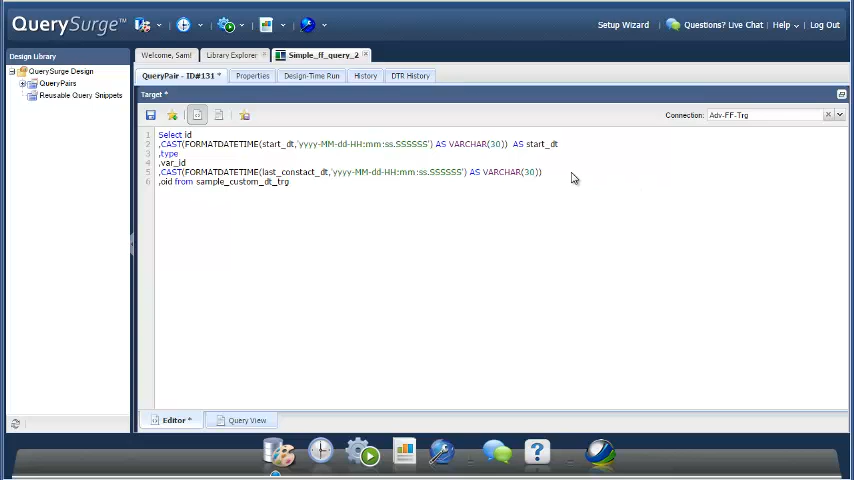 QuerySurge™
Setup Wizard
Questions? Live Chat
Help
Log Out
Design Library
QuerySurge Design
QueryPairs
Reusable Query Snippets
Welcome, Sam!
Library Explorer
Simple_ff_query_2
QueryPair - ID#131 *
Properties
Design-Time Run
History
DTR History
Target *
Connection: Adv-FF-Trg
1 Select id
2 ,CAST(FORMATDATETIME(start_dt,'yyyy-MM-dd-HH:mm:ss.SSSSSS') AS VARCHAR(30)) AS start_dt
3 ,type
4 ,var_id
5 ,CAST(FORMATDATETIME(last_constact_dt,'yyyy-MM-dd-HH:mm:ss.SSSSSS') AS VARCHAR(30))
6 ,oid from sample_custom_dt_trg
Editor *
Query View